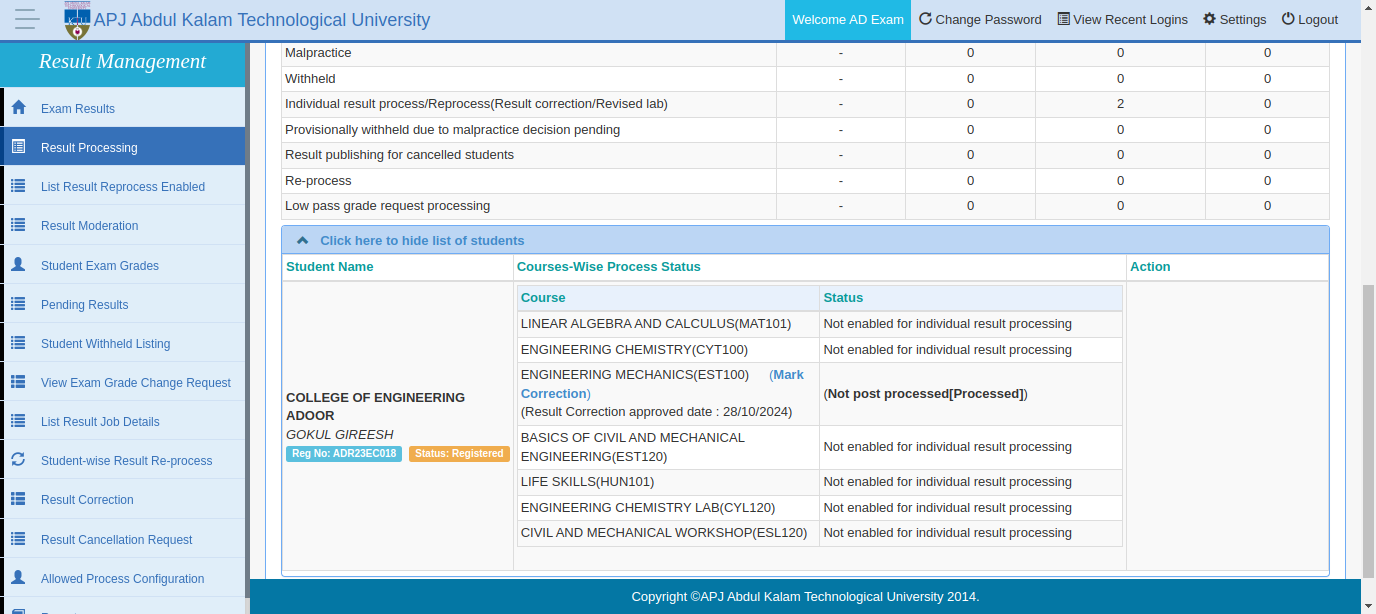 APJ Abdul Kalam Technological University
Welcome AD Exam Change Password View Recent Logins Settings Logout
Result Management
Exam Results
Result Processing
List Result Reprocess Enabled
Result Moderation
Student Exam Grades
Pending Results
Student Withheld Listing
View Exam Grade Change Request
List Result Job Details
Student-wise Result Re-process
Result Correction
Result Cancellation Request
Allowed Process Configuration
Malpractice - 0 0 0
Withheld - 0 0 0
Individual result process/Reprocess(Result correction/Revised lab) - 0 2 0
Provisionally withheld due to malpractice decision pending - 0 0 0
Result publishing for cancelled students - 0 0 0
Re-process - 0 0 0
Low pass grade request processing - 0 0 0
Click here to hide list of students
Student Name Courses-Wise Process Status Action
COLLEGE OF ENGINEERING
ADOOR
GOKUL GIREESH
Reg No: ADR23EC018 Status: Registered
Course Status
LINEAR ALGEBRA AND CALCULUS(MAT101) Not enabled for individual result processing
ENGINEERING CHEMISTRY(CYT100) Not enabled for individual result processing
ENGINEERING MECHANICS(EST100) (Mark
Correction)
(Result Correction approved date : 28/10/2024)
(Not post processed[Processed])
BASICS OF CIVIL AND MECHANICAL
ENGINEERING(EST120)
Not enabled for individual result processing
LIFE SKILLS(HUN101) Not enabled for individual result processing
ENGINEERING CHEMISTRY LAB(CYL120) Not enabled for individual result processing
CIVIL AND MECHANICAL WORKSHOP(ESL120) Not enabled for individual result processing
Copyright ©APJ Abdul Kalam Technological University 2014.